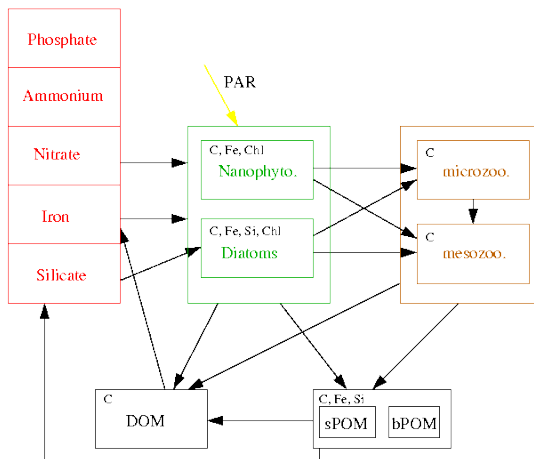 Phosphate
Ammonium
Nitrate
Iron
Silicate
PAR
C, Fe, Chl
Nanophyto.
C, Fe, Si, Chl
Diatoms
C
microzoo.
C
mesozoo.
C
DOM
C, Fe, Si
sPOM
bPOM